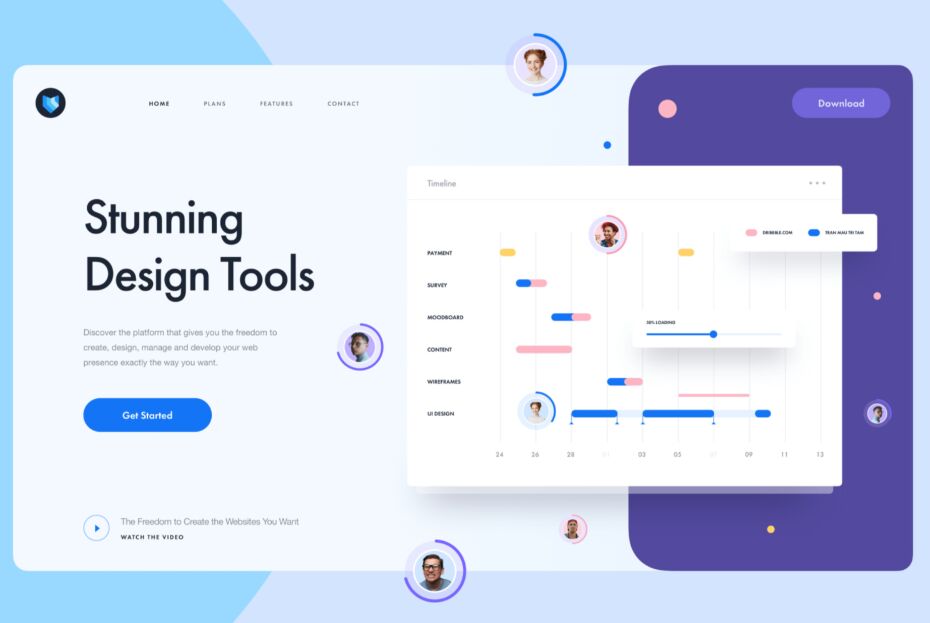 HOME
PLANS
FEATURES
CONTACT
Download
Stunning
Design Tools
Discover the platform that gives you the freedom to
create, design, manage and develop your web
presence exactly the way you want.
Get Started
The Freedom to Create the Websites You Want
WATCH THE VIDEO
Timeline
DRIBBBLE.COM
TRAN MAU TRI TAM
PAYMENT
SURVEY
MOODBOARD
30% LOADING
CONTENT
WIREFRAMES
UI DESIGN
24 26 28 01 03 05 07 09 11 13